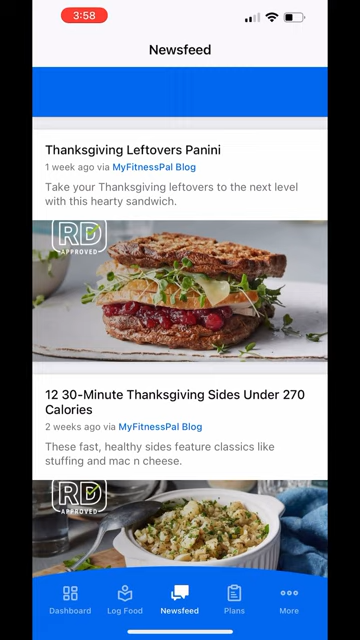 3:58
Newsfeed
Thanksgiving Leftovers Panini
1 week ago via MyFitnessPal Blog
Take your Thanksgiving leftovers to the next level
with this hearty sandwich.
RD
APPROVED
12 30-Minute Thanksgiving Sides Under 270
Calories
2 weeks ago via MyFitnessPal Blog
These fast, healthy sides feature classics like
stuffing and mac n cheese.
RD
APPROVED
Dashboard Log Food Newsfeed Plans More